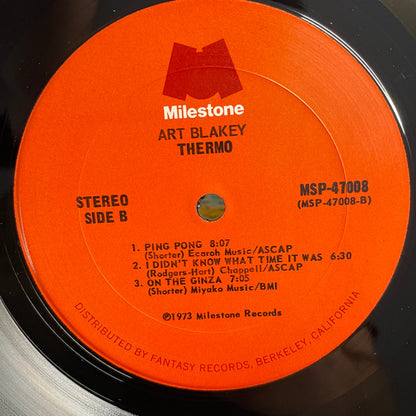 Milestone
ART BLAKEY
THERMO
STEREO
SIDE B
MSP-47008
(MSP-47008-B)
1. PING PONG 8:07
(Shorter) Ecaroh Music/ASCAP
2. I DIDN'T KNOW WHAT TIME IT WAS 6:30
(Rodgers-Hart) Chappell/ASCAP
3. ON THE GINZA 7:05
(Shorter) Miyako Music/BMI
℗1973 Milestone Records
DISTRIBUTED BY FANTASY RECORDS, BERKELEY, CALIFORNIA